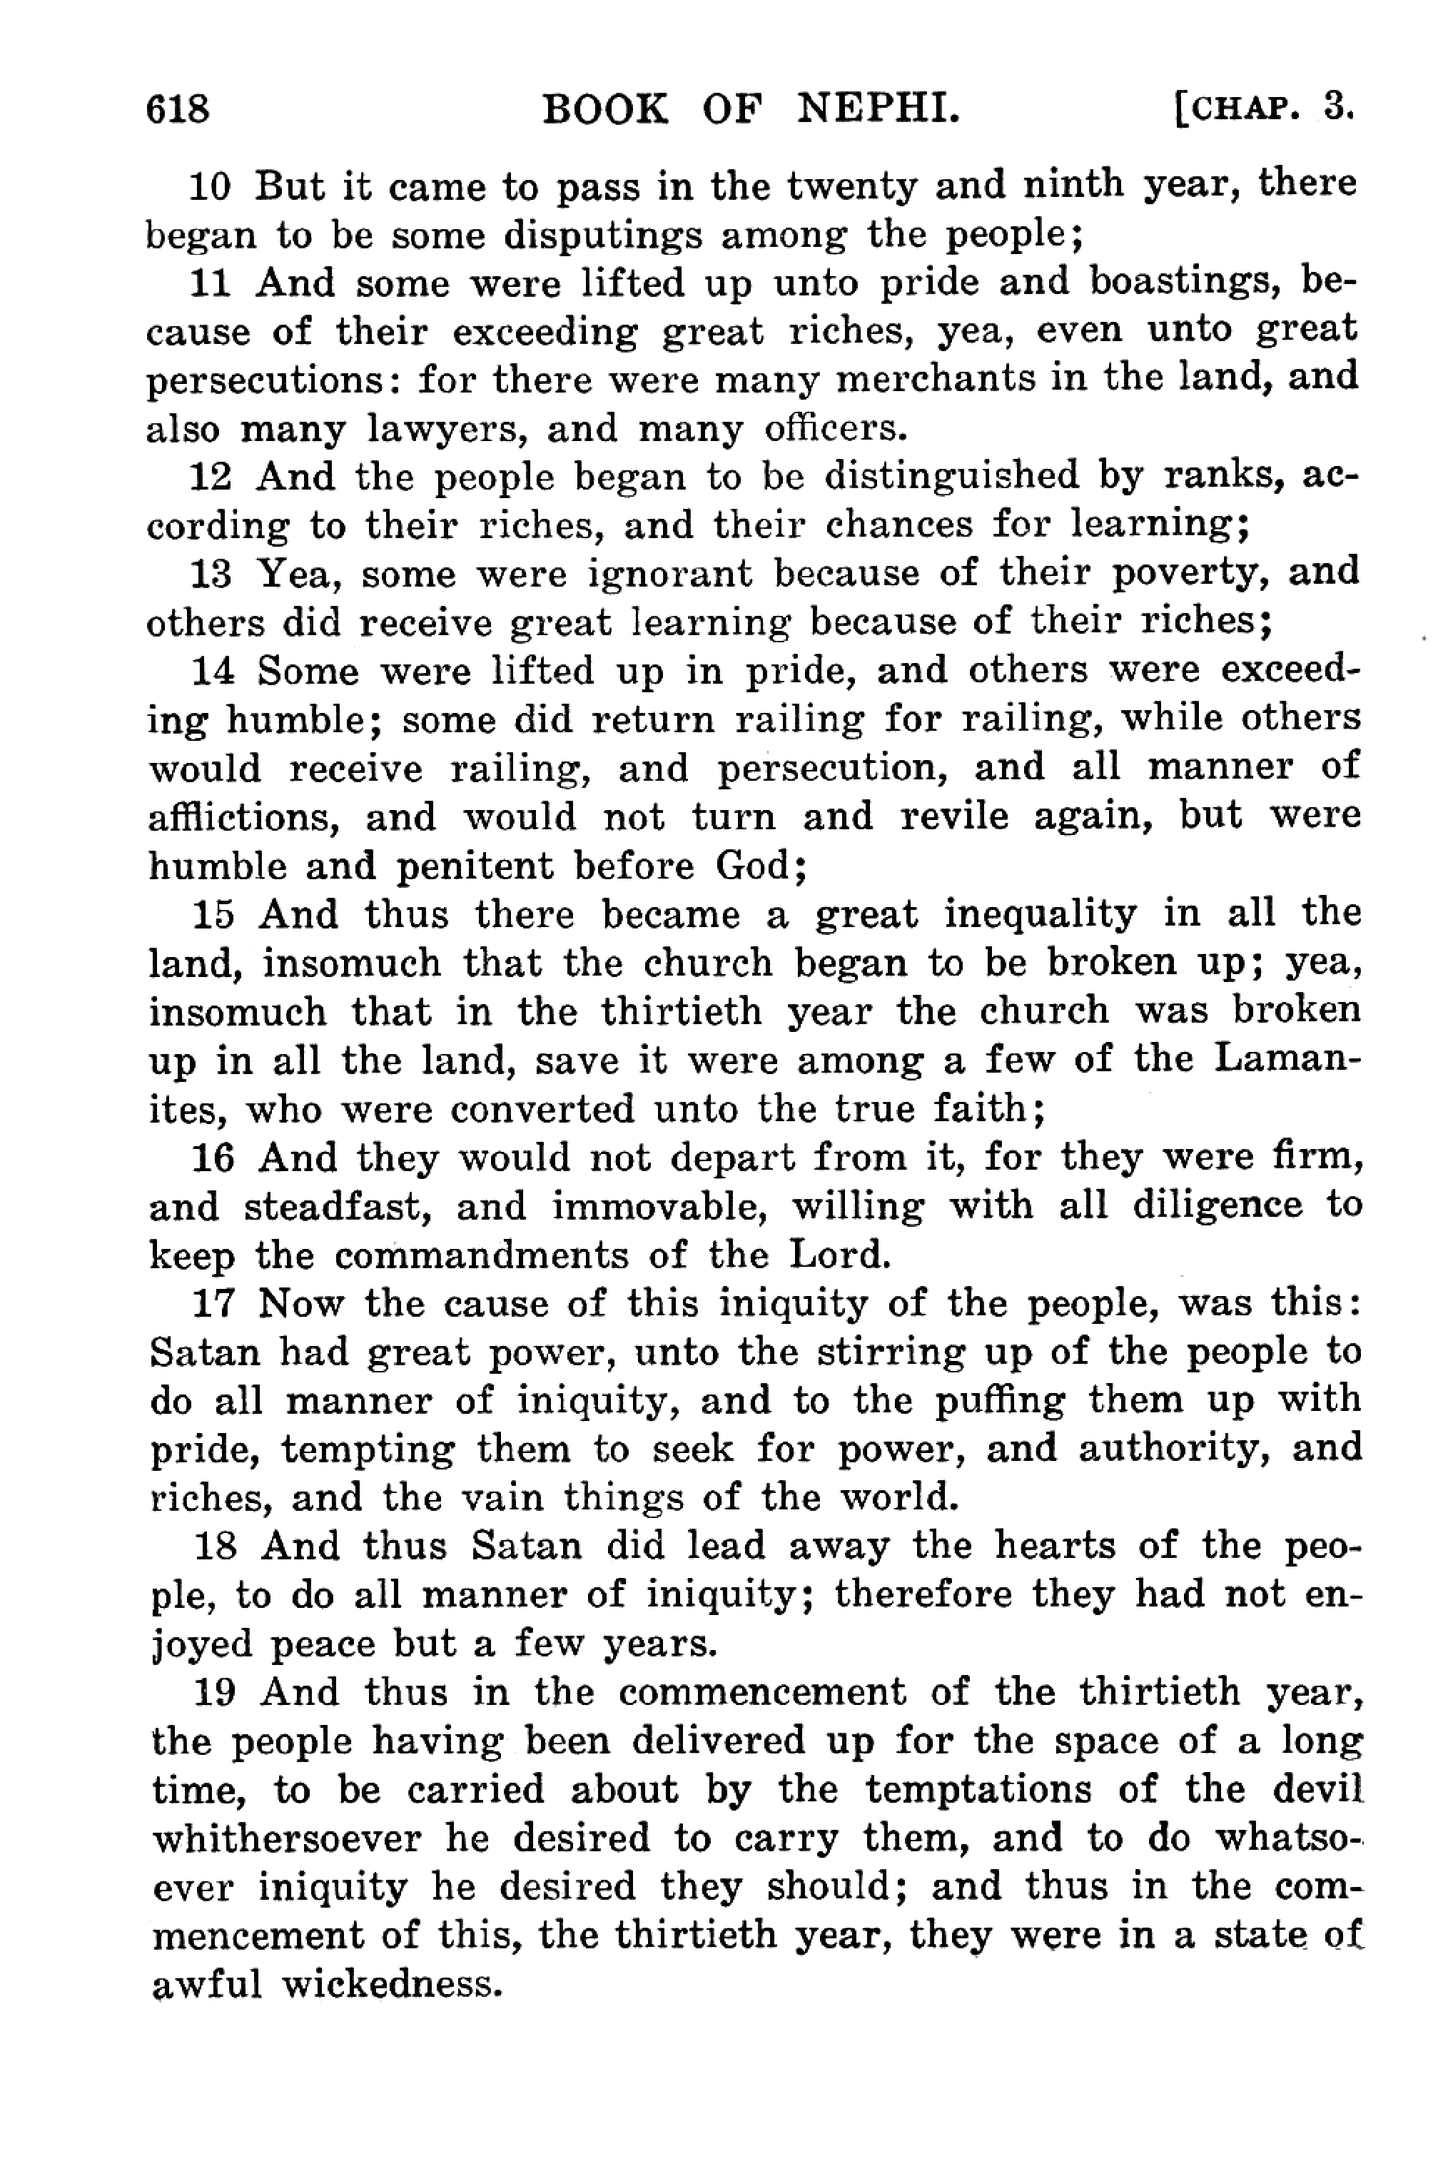 618 BOOK OF NEPHI. [CHAP. 3.
10 But it came to pass in the twenty and ninth year, there
began to be some disputings among the people;
11 And some were lifted up unto pride and boastings, be-
cause of their exceeding great riches, yea, even unto great
persecutions: for there were many merchants in the land, and
also many lawyers, and many officers.
12 And the people began to be distinguished by ranks, ac-
cording to their riches, and their chances for learning;
13 Yea, some were ignorant because of their poverty, and
others did receive great learning because of their riches;
14 Some were lifted up in pride, and others were exceed-
ing humble; some did return railing for railing, while others
would receive railing, and persecution, and all manner of
afflictions, and would not turn and revile again, but were
humble and penitent before God;
15 And thus there became a great inequality in all the
land, insomuch that the church began to be broken up; yea,
insomuch that in the thirtieth year the church was broken
up in all the land, save it were among a few of the Laman-
ites, who were converted unto the true faith;
16 And they would not depart from it, for they were firm,
and steadfast, and immovable, willing with all diligence to
keep the commandments of the Lord.
17 Now the cause of this iniquity of the people, was this:
Satan had great power, unto the stirring up of the people to
do all manner of iniquity, and to the puffing them up with
pride, tempting them to seek for power, and authority, and
riches, and the vain things of the world.
18 And thus Satan did lead away the hearts of the peo-
ple, to do all manner of iniquity; therefore they had not en-
joyed peace but a few years.
19 And thus in the commencement of the thirtieth year,
the people having been delivered up for the space of a long
time, to be carried about by the temptations of the devil
whithersoever he desired to carry them, and to do whatso-
ever iniquity he desired they should; and thus in the com-
mencement of this, the thirtieth year, they were in a state of
awful wickedness.